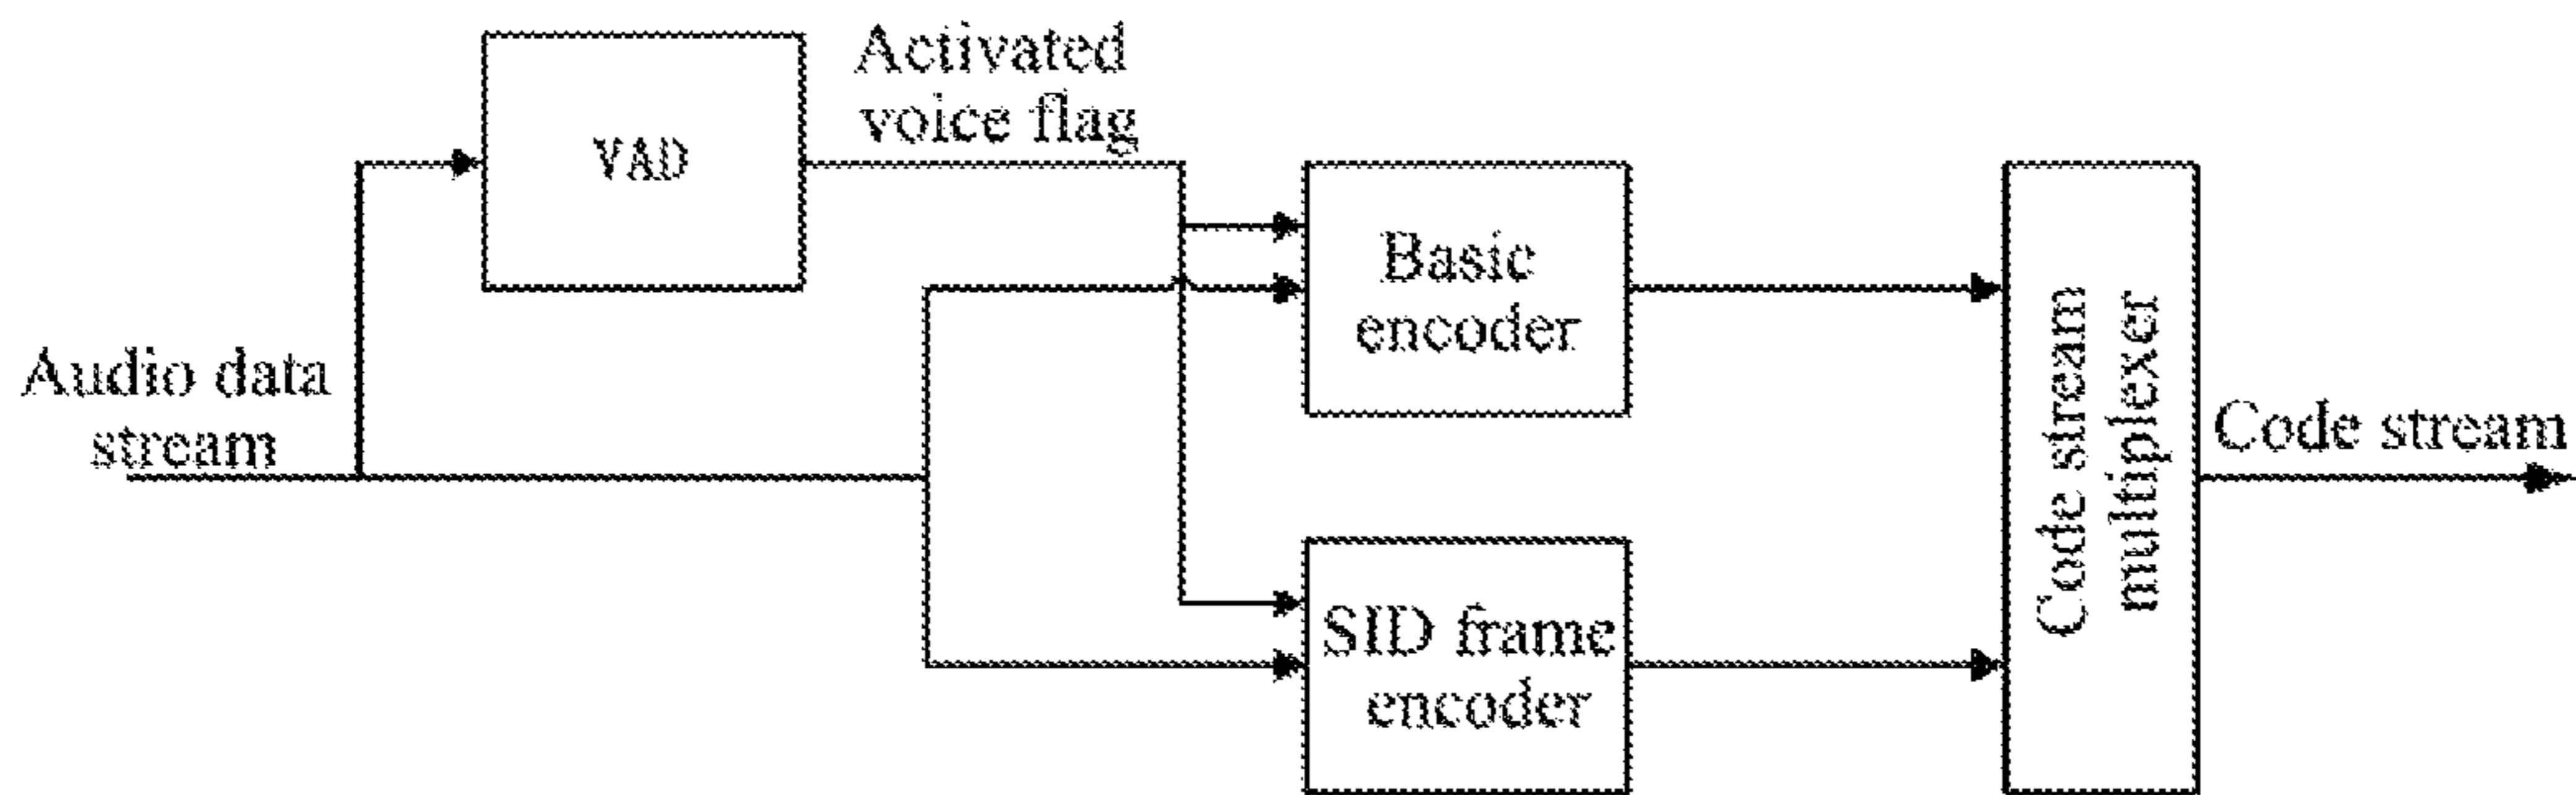 Activated
voice flag
VAD
Audio data
stream
Basic
encoder
SID frame
encoder
Code stream
multiplexer
Code stream